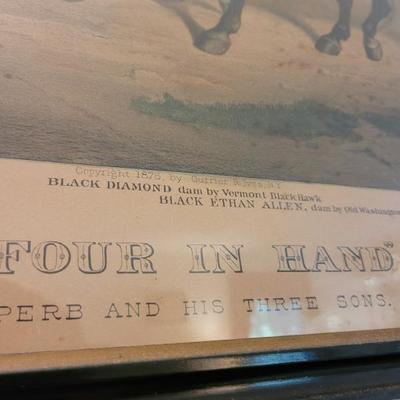 Copyright 1875, by Currier & Ives, N.Y.
BLACK DIAMOND dam by Vermont Black Hawk
BLACK ETHAN ALLEN, dam by Old Washington
FOUR IN HAND"
PERB AND HIS THREE SONS.